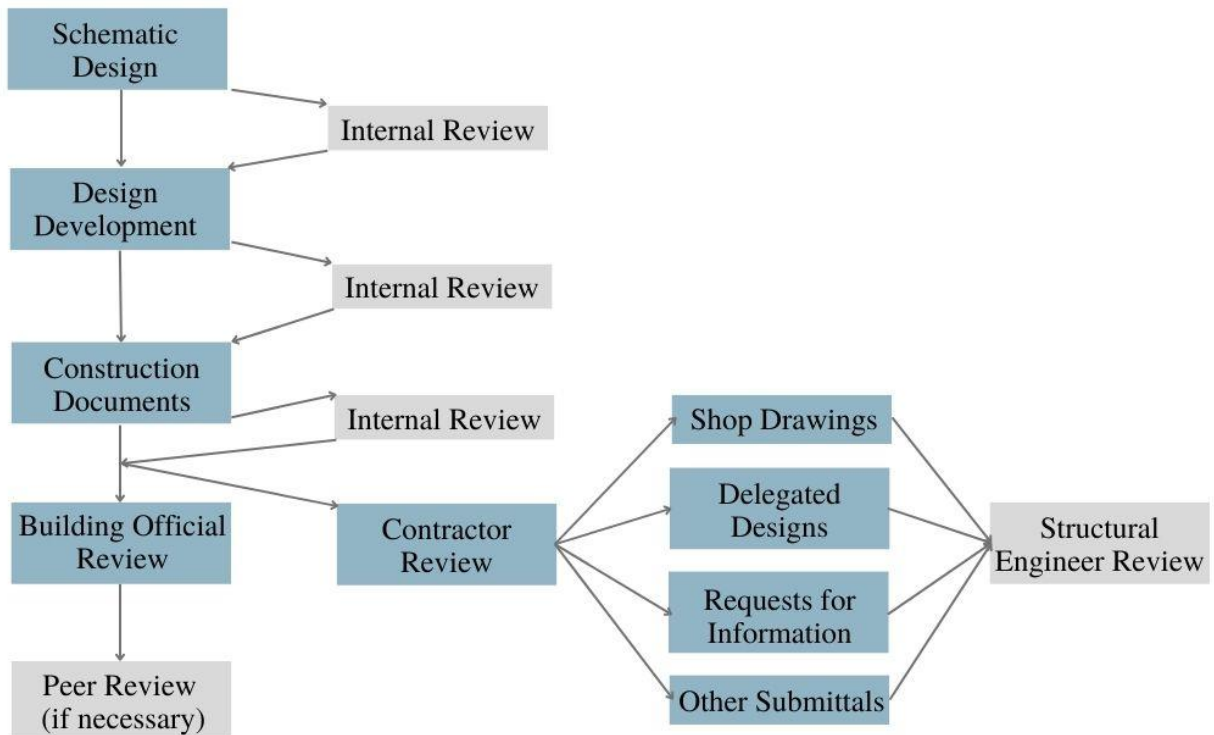 Schematic
Design
Internal Review
Design
Development
Internal Review
Construction
Documents
Internal Review
Building Official
Review
Contractor
Review
Shop Drawings
Delegated
Designs
Requests for
Information
Other Submittals
Structural
Engineer Review
Peer Review
(if necessary)